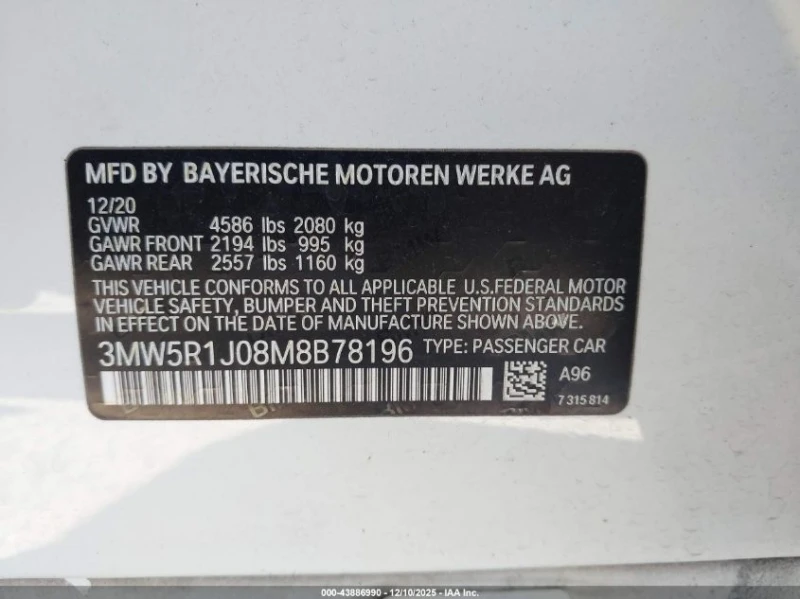 MFD BY BAYERISCHE MOTOREN WERKE AG
12/20
GVWR 4586 lbs 2080 kg
GAWR FRONT 2194 lbs 995 kg
GAWR REAR 2557 lbs 1160 kg
THIS VEHICLE CONFORMS TO ALL APPLICABLE U.S.FEDERAL MOTOR
VEHICLE SAFETY, BUMPER AND THEFT PREVENTION STANDARDS
IN EFFECT ON THE DATE OF MANUFACTURE SHOWN ABOVE.
3MW5R1J08M8B78196 TYPE: PASSENGER CAR
A96
7 315 814
000-43886990 - 12/10/2025 - IAA Inc.